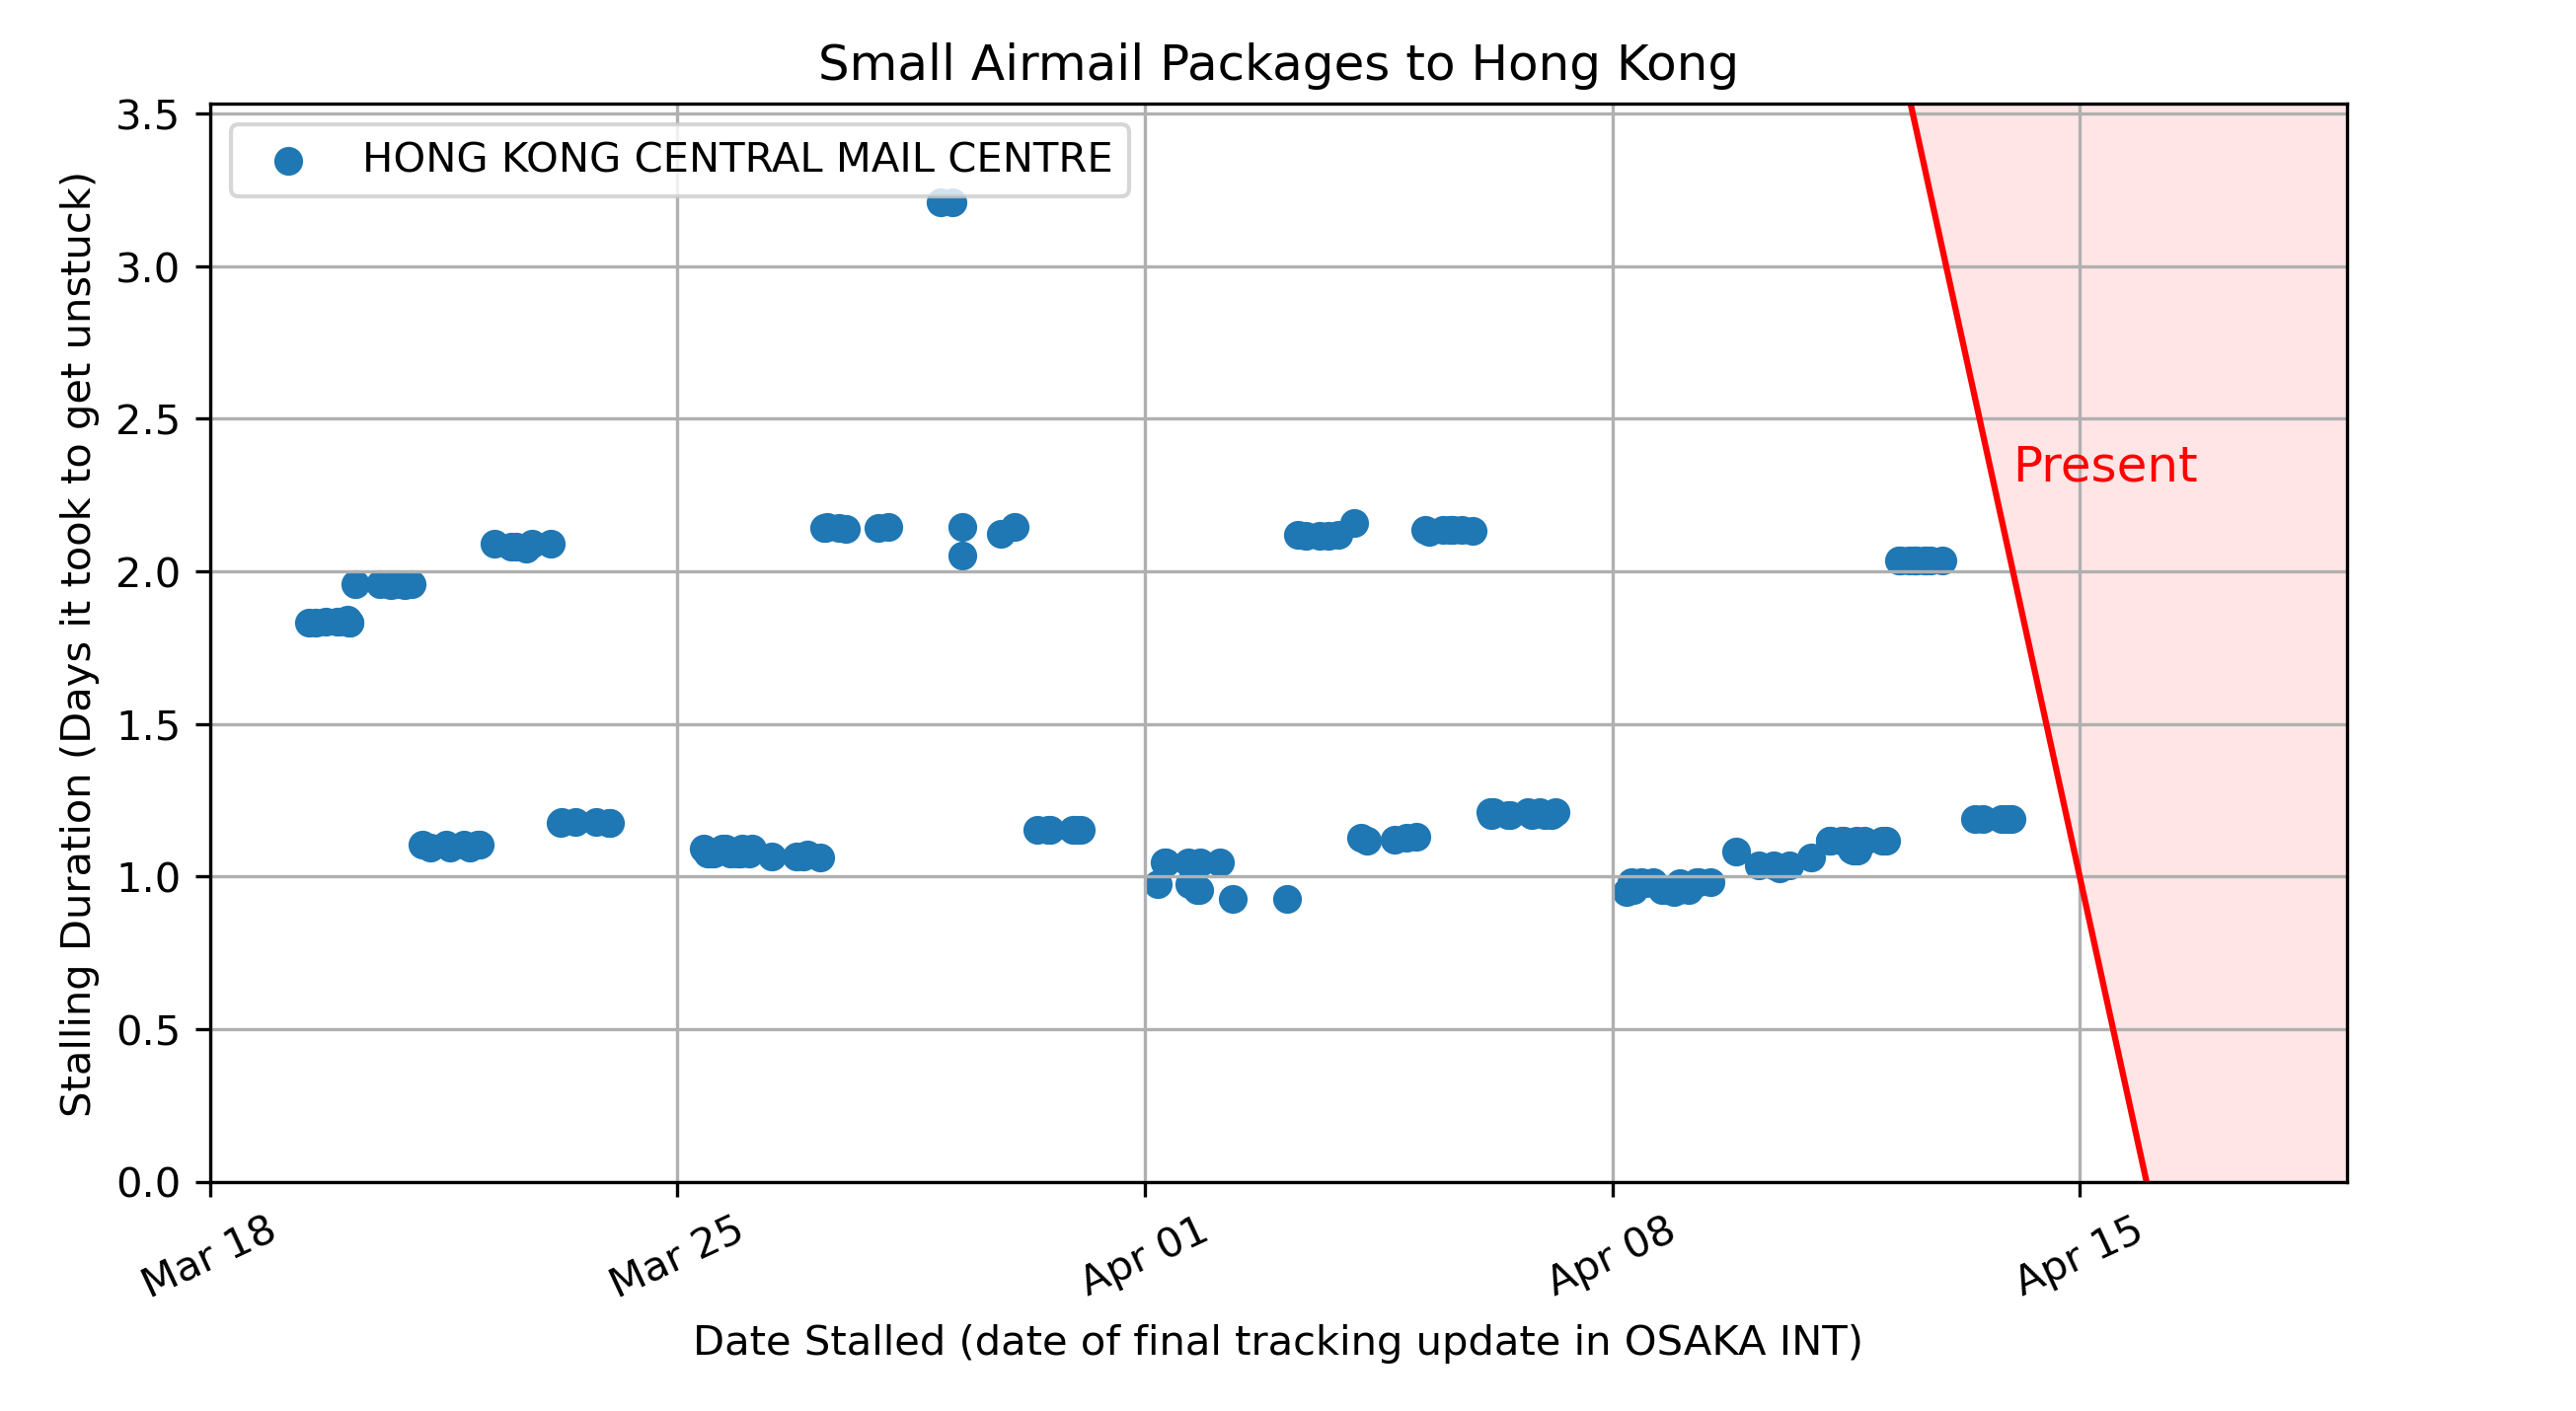 Small Airmail Packages to Hong Kong
HONG KONG CENTRAL MAIL CENTRE
Present
Stalling Duration (Days it took to get unstuck)
3.5
3.0
2.5
2.0
1.5
1.0
0.5
0.0
Mar 18
Mar 25
Apr 01
Apr 08
Apr 15
Date Stalled (date of final tracking update in OSAKA INT)